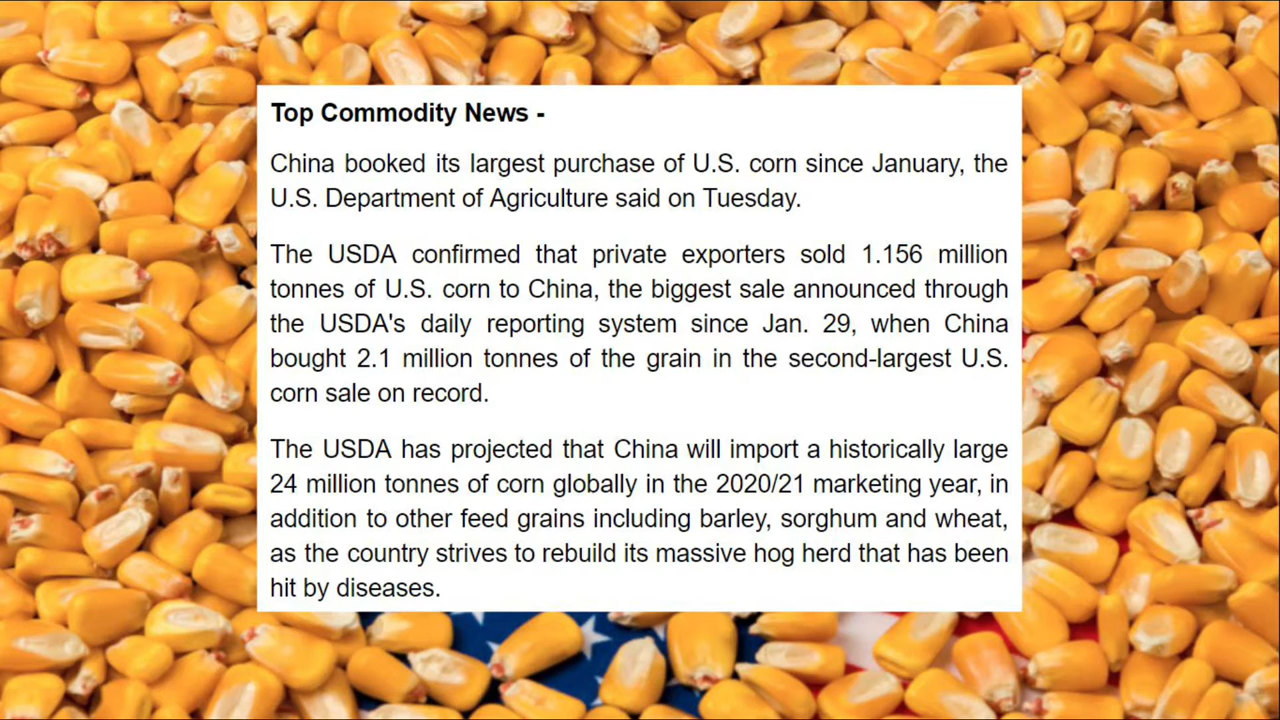 Top Commodity News -
China booked its largest purchase of U.S. corn since January, the
U.S. Department of Agriculture said on Tuesday.
The USDA confirmed that private exporters sold 1.156 million
tonnes of U.S. corn to China, the biggest sale announced through
the USDA's daily reporting system since Jan. 29, when China
bought 2.1 million tonnes of the grain in the second-largest U.S.
corn sale on record.
The USDA has projected that China will import a historically large
24 million tonnes of corn globally in the 2020/21 marketing year, in
addition to other feed grains including barley, sorghum and wheat,
as the country strives to rebuild its massive hog herd that has been
hit by diseases.